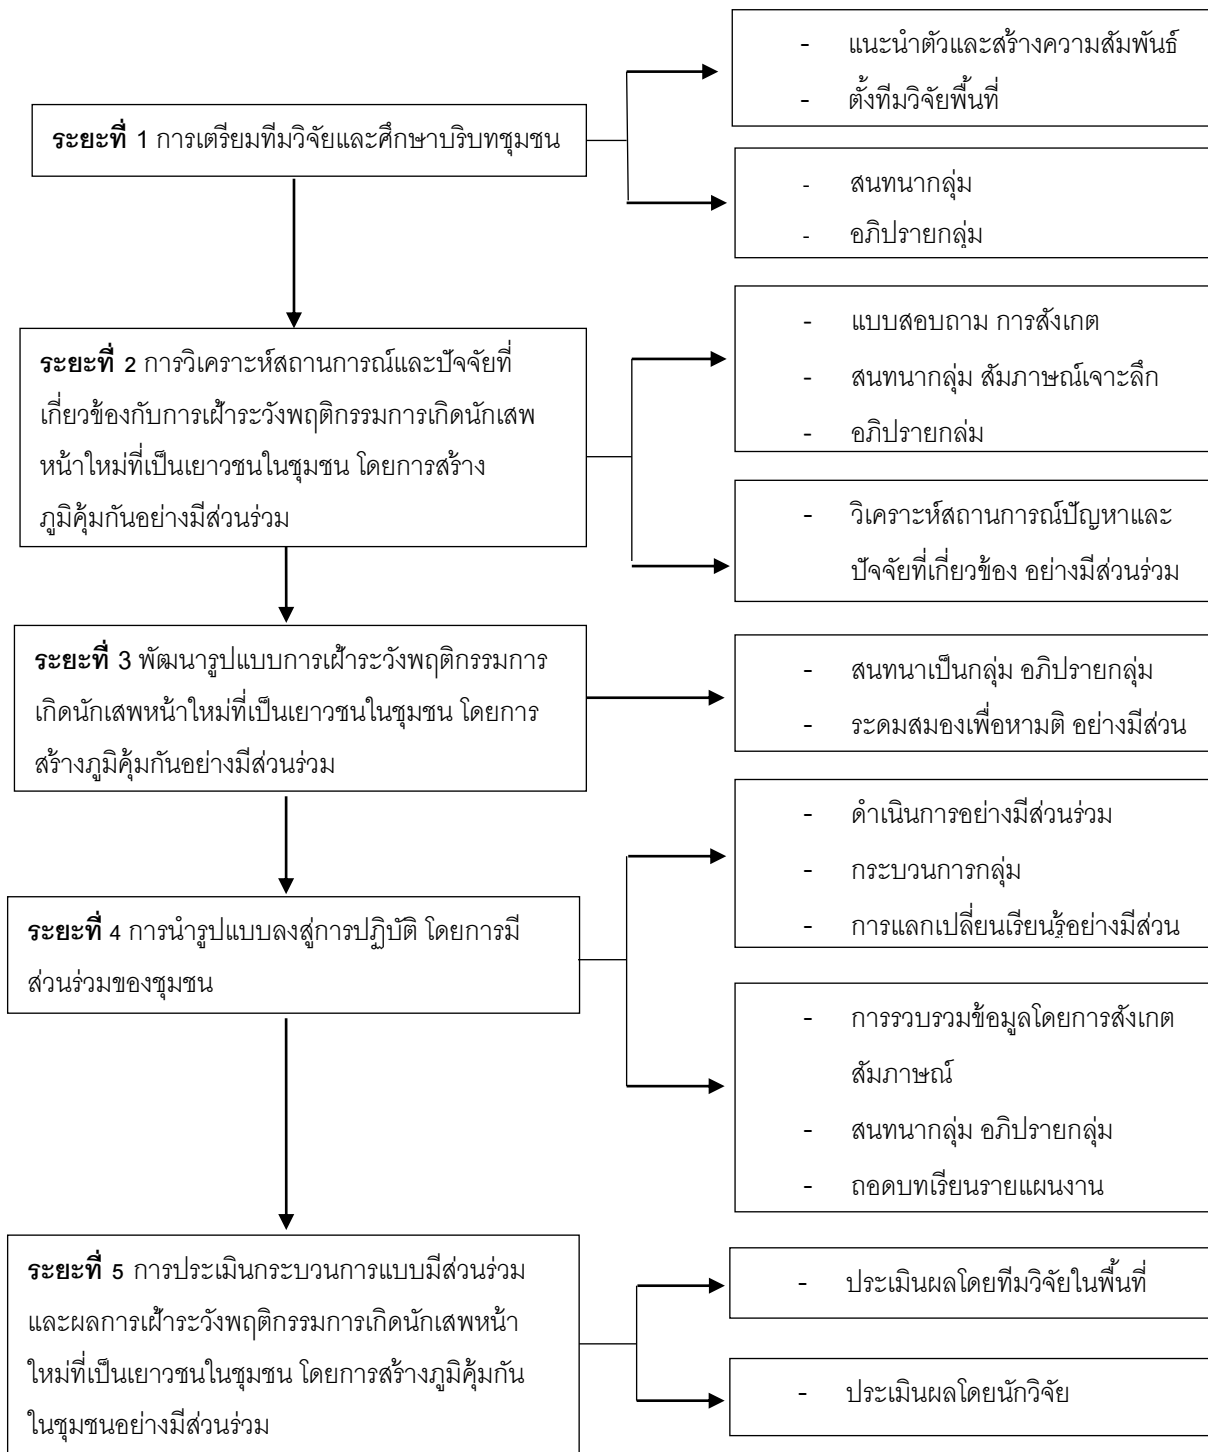 - แนะนำตัวและสร้างความสัมพันธ์
- ตั้งทีมวิจัยพื้นที่
ระยะที่ 1 การเตรียมทีมวิจัยและศึกษาบริบทชุมชน
- สนทนากลุ่ม
- อภิปรายกลุ่ม
ระยะที่ 2 การวิเคราะห์สถานการณ์และปัจจัยที่
เกี่ยวข้องกับการเฝ้าระวังพฤติกรรมการเกิดนักเสพ
หน้าใหม่ที่เป็นเยาวชนในชุมชน โดยการสร้าง
ภูมิคุ้มกันอย่างมีส่วนร่วม
- แบบสอบถาม การสังเกต
- สนทนากลุ่ม สัมภาษณ์เจาะลึก
- อภิปรายกล่ม
- วิเคราะห์สถานการณ์ปัญหาและ
ปัจจัยที่เกี่ยวข้อง อย่างมีส่วนร่วม
ระยะที่ 3 พัฒนารูปแบบการเฝ้าระวังพฤติกรรมการ
เกิดนักเสพหน้าใหม่ที่เป็นเยาวชนในชุมชน โดยการ
สร้างภูมิคุ้มกันอย่างมีส่วนร่วม
- สนทนาเป็นกลุ่ม อภิปรายกลุ่ม
- ระดมสมองเพื่อหามติ อย่างมีส่วน
ระยะที่ 4 การนำรูปแบบลงสู่การปฏิบัติ โดยการมี
ส่วนร่วมของชุมชน
- ดำเนินการอย่างมีส่วนร่วม
- กระบวนการกลุ่ม
- การแลกเปลี่ยนเรียนรู้อย่างมีส่วน
- การรวบรวมข้อมูลโดยการสังเกต
สัมภาษณ์
- สนทนากลุ่ม อภิปรายกลุ่ม
- ถอดบทเรียนรายแผนงาน
ระยะที่ 5 การประเมินกระบวนการแบบมีส่วนร่วม
และผลการเฝ้าระวังพฤติกรรมการเกิดนักเสพหน้า
ใหม่ที่เป็นเยาวชนในชุมชน โดยการสร้างภูมิคุ้มกัน
ในชุมชนอย่างมีส่วนร่วม
- ประเมินผลโดยทีมวิจัยในพื้นที่
- ประเมินผลโดยนักวิจัย